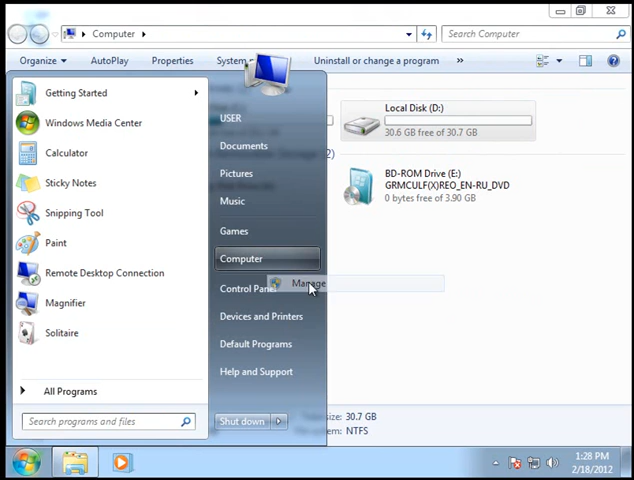 Computer
Search Computer
Organize
AutoPlay
Properties
System
Uninstall or change a program
Getting Started
Windows Media Center
Calculator
Sticky Notes
Snipping Tool
Paint
Remote Desktop Connection
Magnifier
Solitaire
All Programs
Search programs and files
USER
Documents
Pictures
Music
Games
Computer
Manage
Control Panel
Devices and Printers
Default Programs
Help and Support
Shut down
(2)
Local Disk (D:)
30.6 GB free of 30.7 GB
BD-ROM Drive (E:)
GRMCULF(X)REO_EN-RU_DVD
0 bytes free of 3.90 GB
size: 30.7 GB
system: NTFS
1:28 PM
2/18/2012